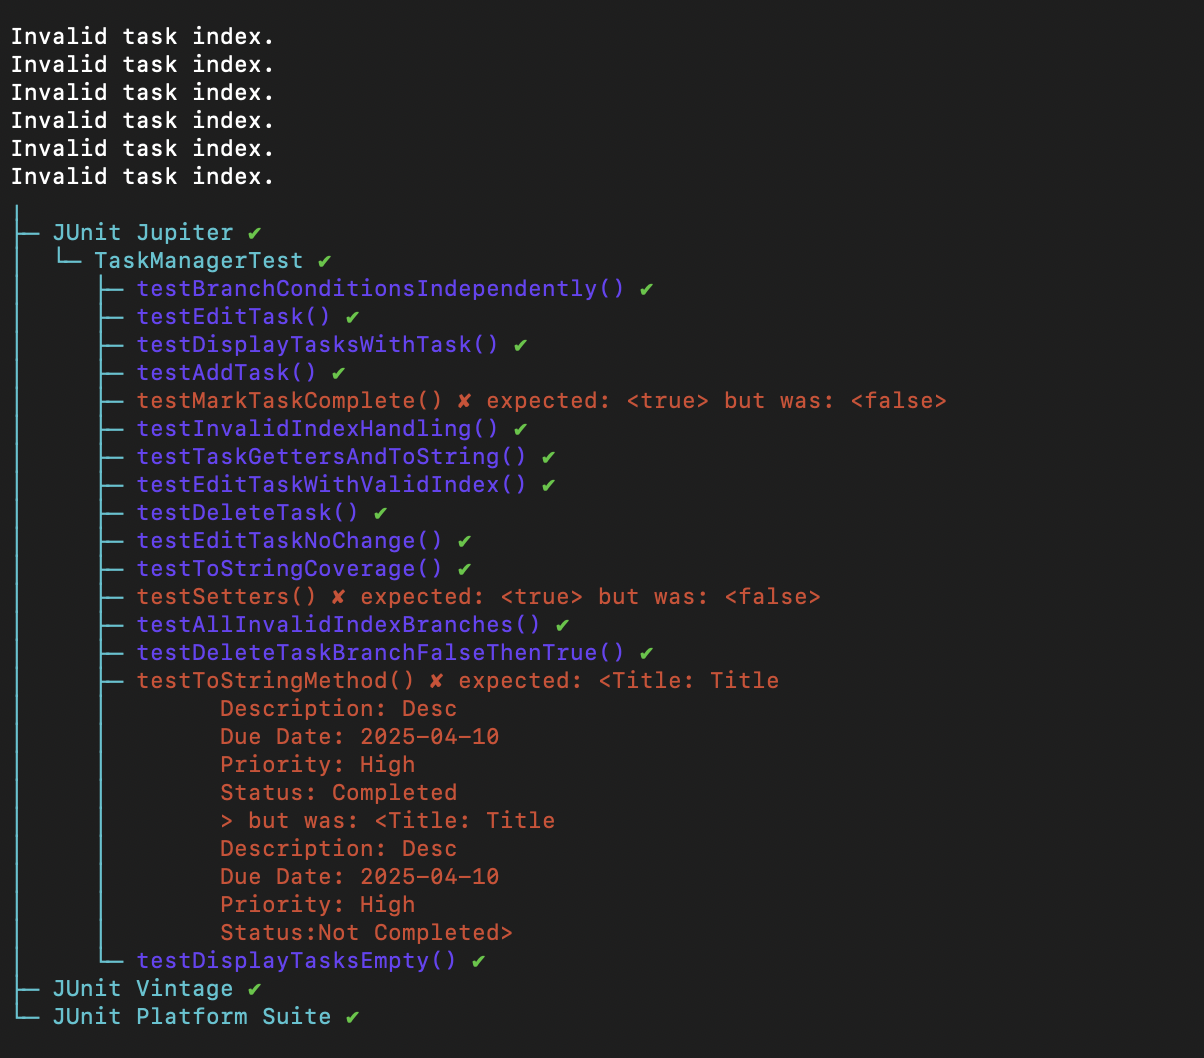 Invalid task index.
Invalid task index.
Invalid task index.
Invalid task index.
Invalid task index.
Invalid task index.
JUnit Jupiter ✔
TaskManagerTest ✔
testBranchConditionsIndependently() ✔
testEditTask() ✔
testDisplayTasksWithTask() ✔
testAddTask() ✔
testMarkTaskComplete() ✘ expected: <true> but was: <false>
testInvalidIndexHandling() ✔
testTaskGettersAndToString() ✔
testEditTaskWithValidIndex() ✔
testDeleteTask() ✔
testEditTaskNoChange() ✔
testToStringCoverage() ✔
testSetters() ✘ expected: <true> but was: <false>
testAllInvalidIndexBranches() ✔
testDeleteTaskBranchFalseThenTrue() ✔
testToStringMethod() ✘ expected: <Title: Title
Description: Desc
Due Date: 2025-04-10
Priority: High
Status: Completed
> but was: <Title: Title
Description: Desc
Due Date: 2025-04-10
Priority: High
Status:Not Completed>
testDisplayTasksEmpty() ✔
JUnit Vintage ✔
JUnit Platform Suite ✔